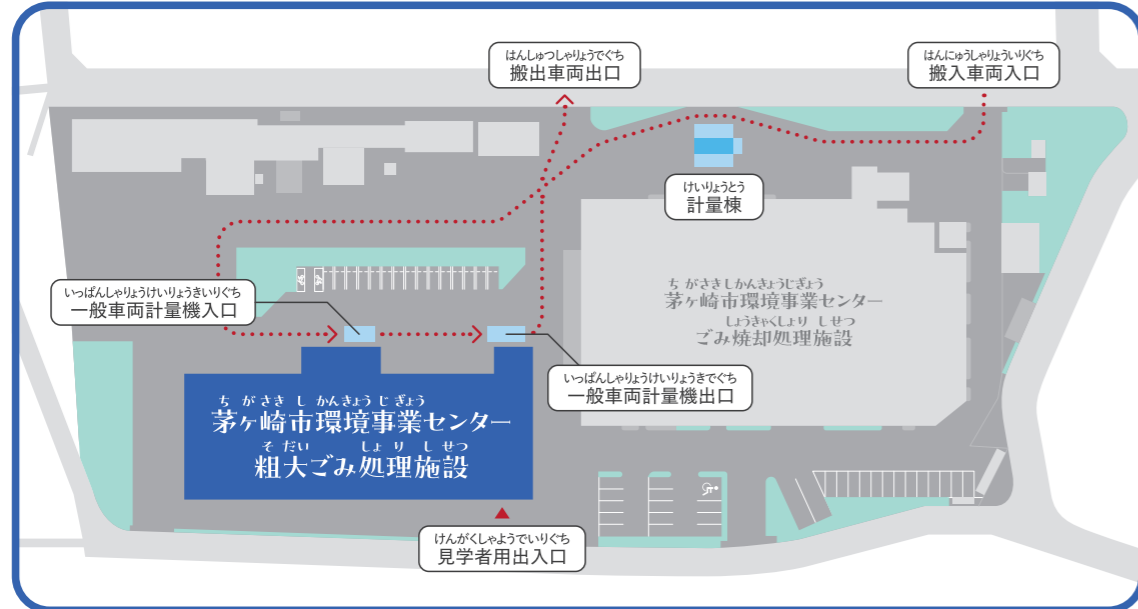 はんしゅつしゃりょうでぐち
搬出車両出口
はんにゅうしゃりょういりぐち
搬入車両入口
けいりょうとう
計量棟
いっぱんしゃりょうけいりょうきいりぐち
一般車両計量機入口
ちがさきしかんきょうじぎょう
茅ヶ崎市環境事業センター
しょうきゃくしょり しせつ
ごみ焼却処理施設
いっぱんしゃりょうけいりょうきでぐち
一般車両計量機出口
ちがさき し かんきょう じぎょう
茅ヶ崎市環境事業センター
そだい しょり しせつ
粗大ごみ処理施設
けんがくしゃようでいりぐち
見学者用出入口